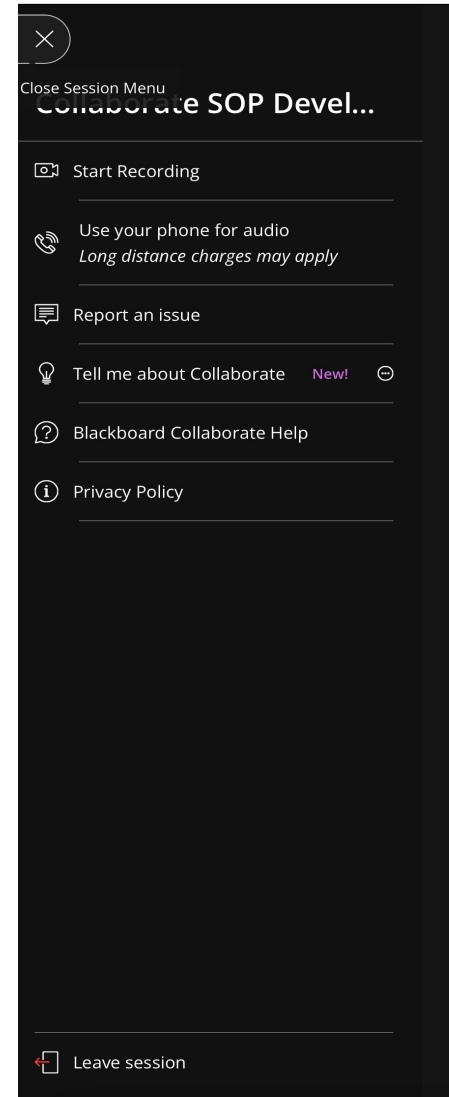 Close Session Menu
Collaborate SOP Devel...
Start Recording
Use your phone for audio
Long distance charges may apply
Report an issue
Tell me about Collaborate New!
Blackboard Collaborate Help
Privacy Policy
Leave session